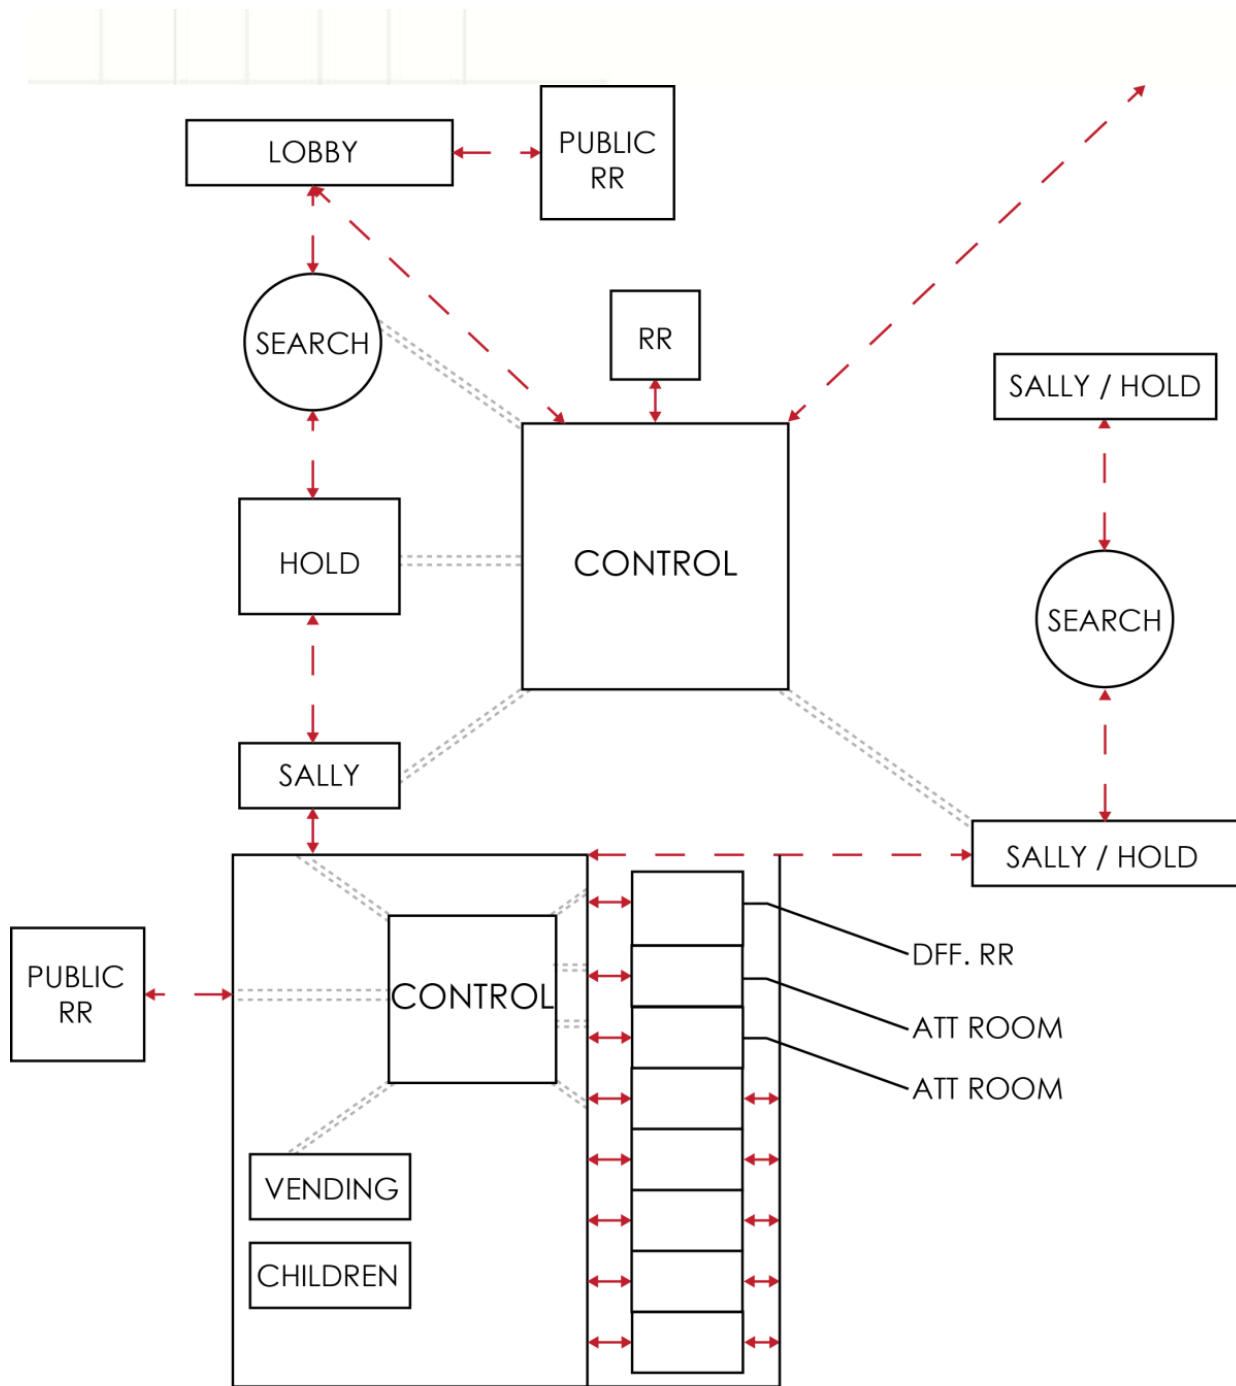 LOBBY
PUBLIC
RR
SEARCH
RR
SALLY / HOLD
HOLD
CONTROL
SEARCH
SALLY
SALLY / HOLD
PUBLIC
RR
CONTROL
DFF. RR
ATT ROOM
ATT ROOM
VENDING
CHILDREN